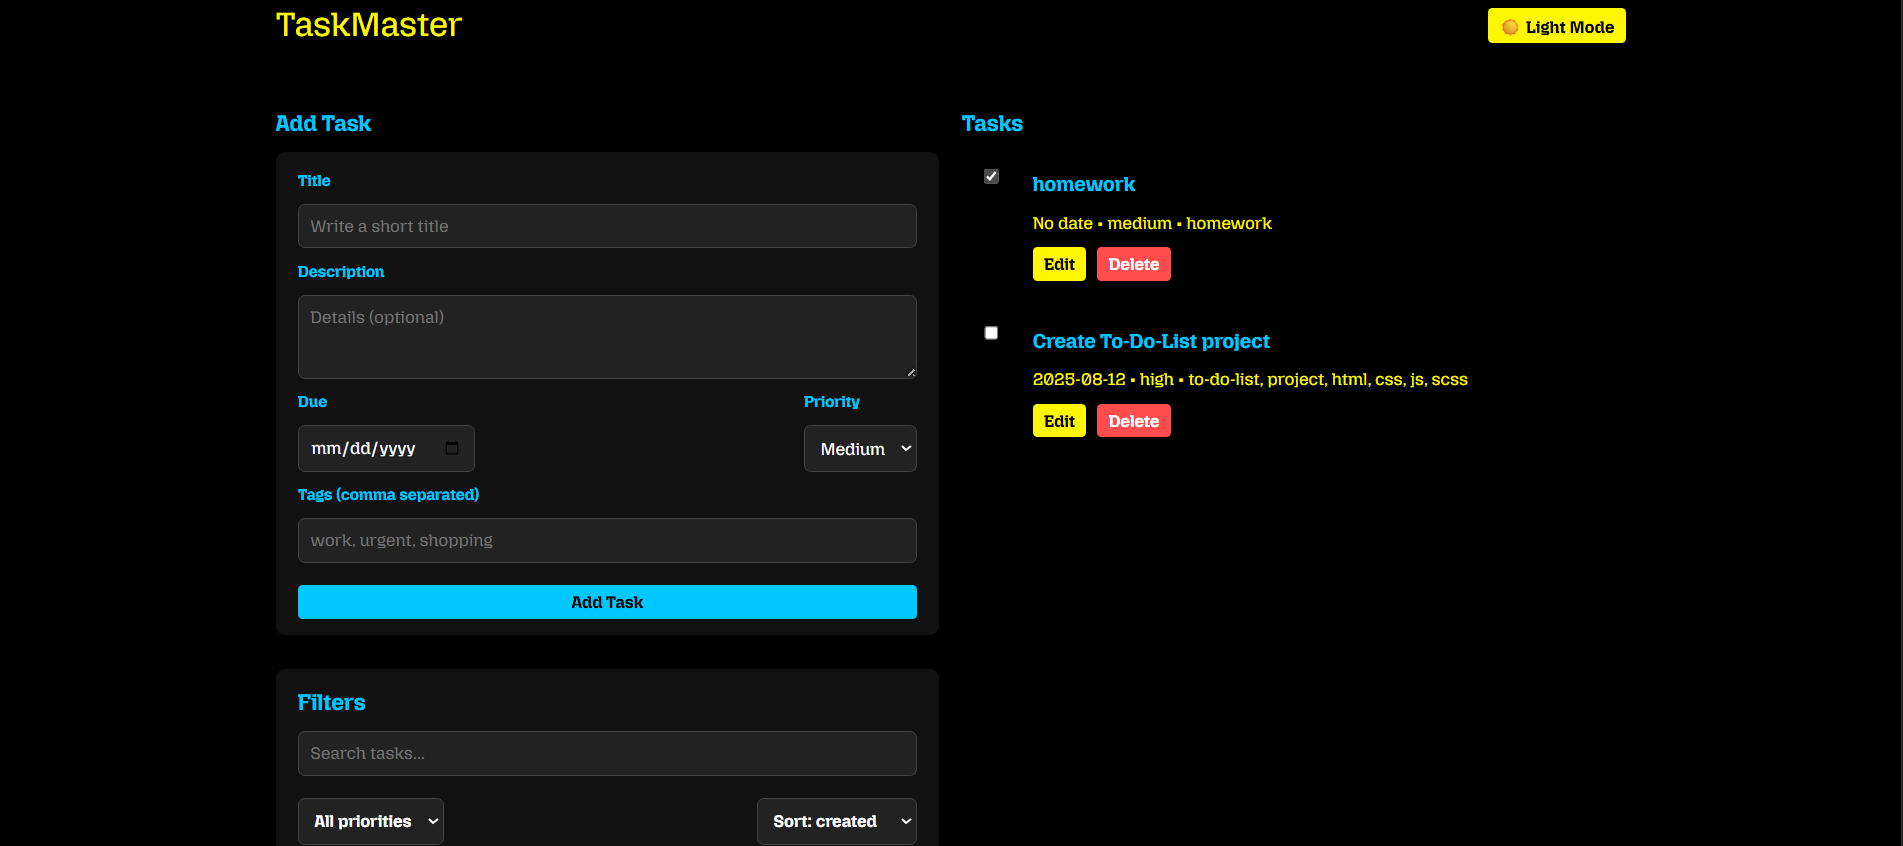 TaskMaster
Light Mode
Add Task
Title
Write a short title
Description
Details (optional)
Due
Priority
mm/dd/yyyy
Medium
Tags (comma separated)
work, urgent, shopping
Add Task
Filters
Search tasks...
All priorities
Sort: created
Tasks
homework
No date • medium • homework
Edit
Delete
Create To-Do-List project
2025-08-12 • high • to-do-list, project, html, css, js, scss
Edit
Delete